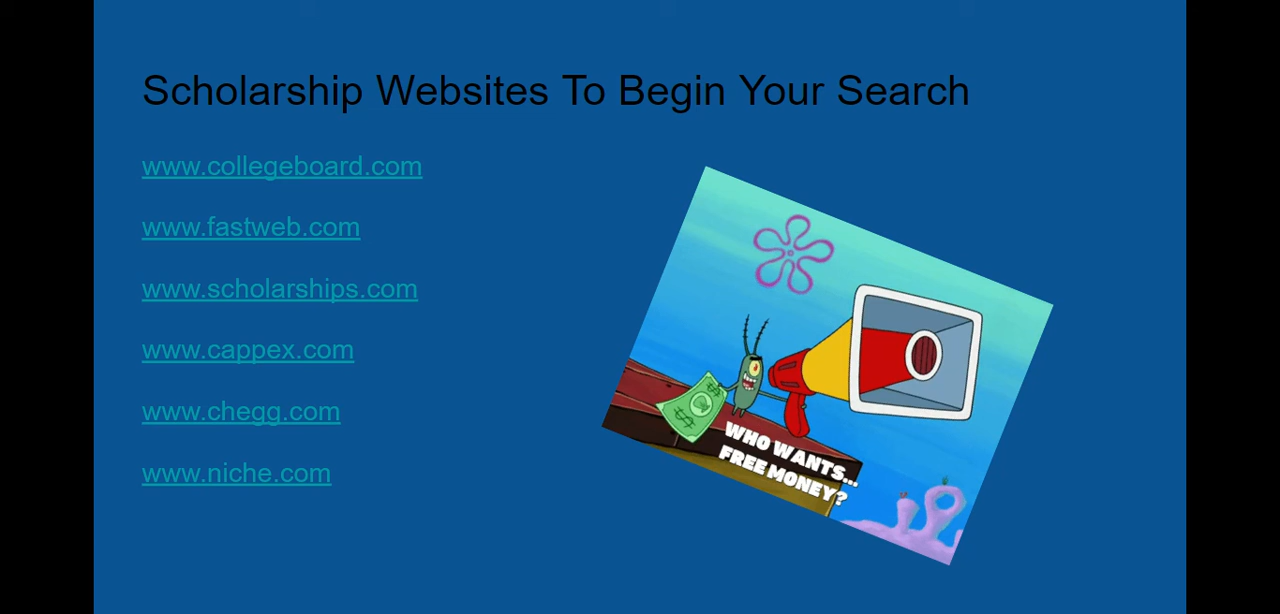 Scholarship Websites To Begin Your Search
www.collegeboard.com
www.fastweb.com
www.scholarships.com
www.cappex.com
www.chegg.com
www.niche.com
WHO WANTS...
FREE MONEY?